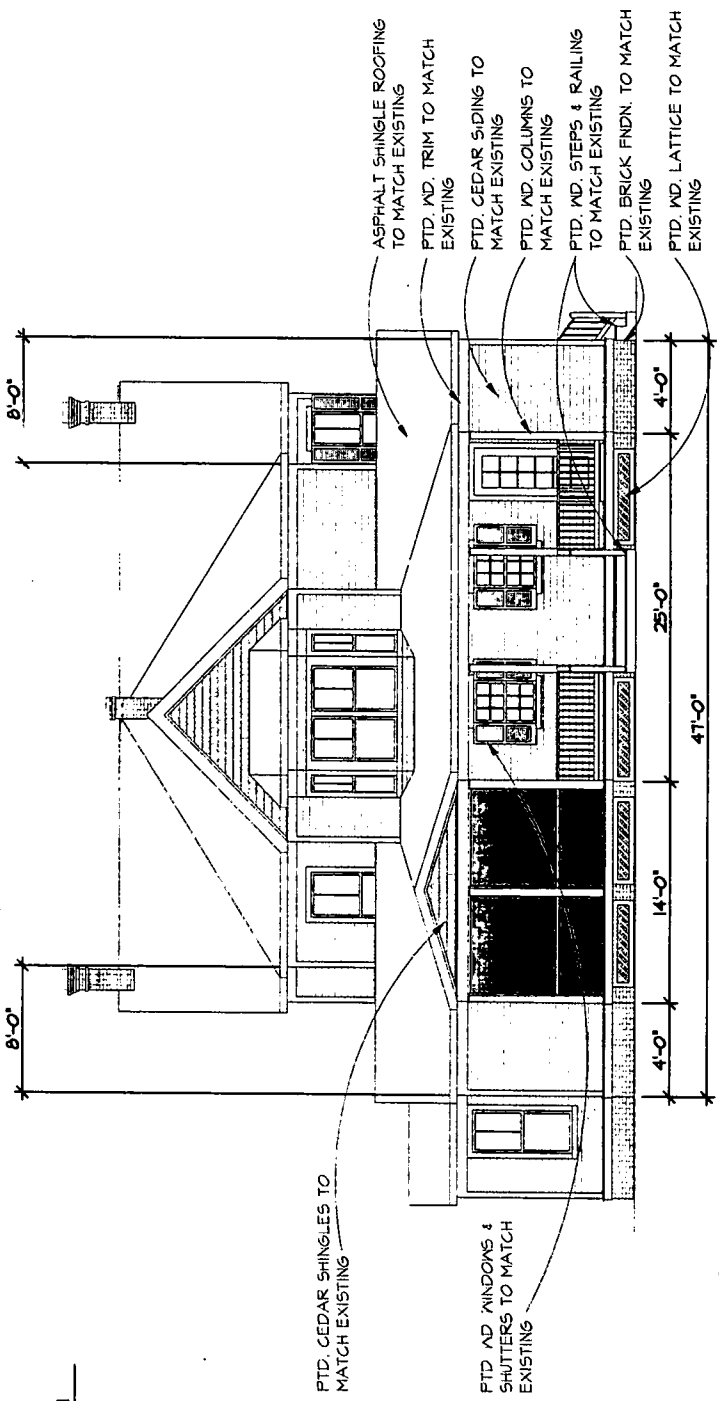 8'-0"
8'-0"
ASPHALT SHINGLE ROOFING
TO MATCH EXISTING
PTD. WD. TRIM TO MATCH
EXISTING
PTD. CEDAR SIDING TO
MATCH EXISTING
PTD. WD. COLUMNS TO
MATCH EXISTING
PTD. WD. STEPS & RAILING
TO MATCH EXISTING
PTD. BRICK FNDN. TO MATCH
EXISTING
PTD. WD. LATTICE TO MATCH
EXISTING
PTD. CEDAR SHINGLES TO
MATCH EXISTING
PTD WD WINDOWS &
SHUTTERS TO MATCH
EXISTING
4'-0"
14'-0"
25'-0"
4'-0"
47'-0"